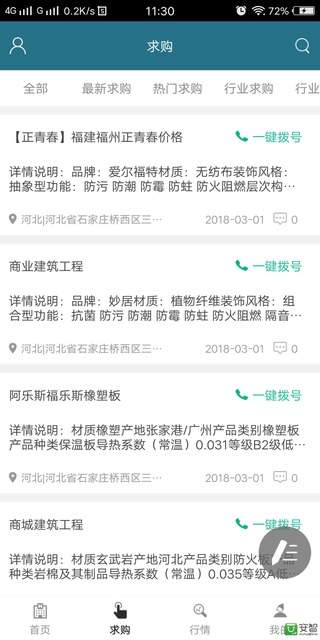 4G G 0.2K/s 11:30 72%
求购
全部 最新求购 热门求购 行业求购 行业
【正青春】福建福州正青春价格 一键拨号
详情说明：品牌：爱尔福特材质：无纺布装饰风格：
抽象型功能：防污 防潮 防霉 防蛀 防火阻燃层次构…
河北|河北省石家庄桥西区三… 2018-03-01 0
商业建筑工程 一键拨号
详情说明：品牌：妙居材质：植物纤维装饰风格：组
合型功能：抗菌 防污 防潮 防霉 防蛀 防火阻燃 隔音…
河北|河北省石家庄桥西区三… 2018-03-01 0
阿乐斯福乐斯橡塑板 一键拨号
详情说明：材质橡塑产地张家港/广州产品类别橡塑板
产品种类保温板导热系数（常温）0.031等级B2级低…
河北|河北省石家庄桥西区三… 2018-03-01 0
商城建筑工程 一键拨号
详情说明：材质玄武岩产地河北产品类别防火板
种类岩棉及其制品导热系数（常温）0.035等级A低…
首页 求购 行情 我的
安智